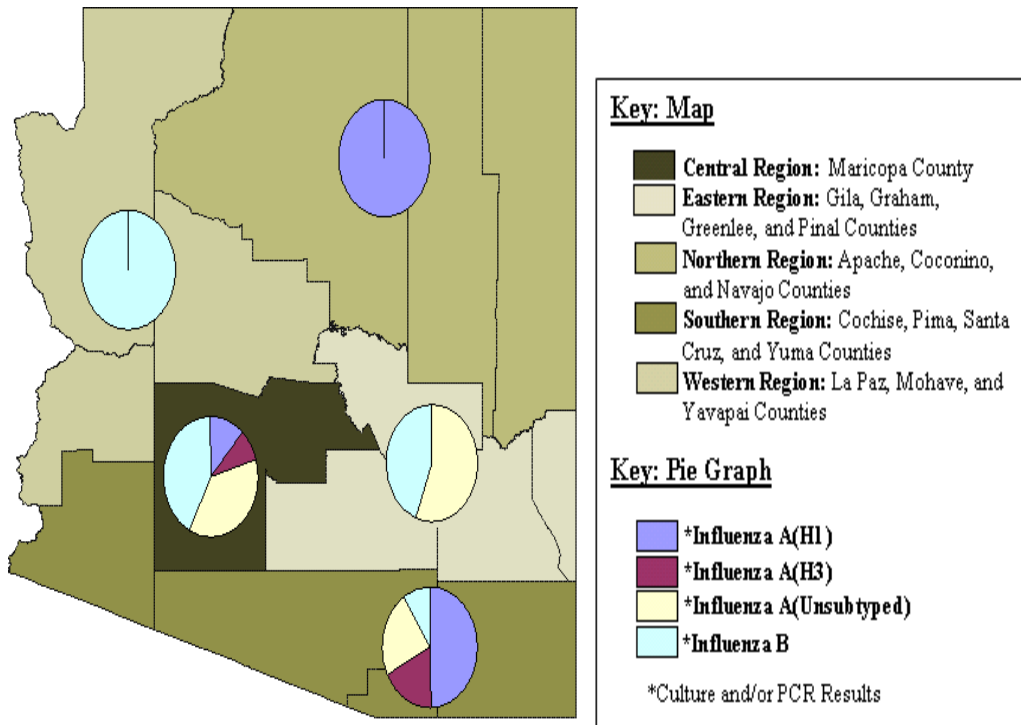 Key: Map
Central Region: Maricopa County
Eastern Region: Gila, Graham,
Greenlee, and Pinal Counties
Northern Region: Apache, Coconino,
and Navajo Counties
Southern Region: Cochise, Pima, Santa
Cruz, and Yuma Counties
Western Region: La Paz, Mohave, and
Yavapai Counties
Key: Pie Graph
*Influenza A(H1)
*Influenza A(H3)
*Influenza A(Unsubtyped)
*Influenza B
*Culture and/or PCR Results